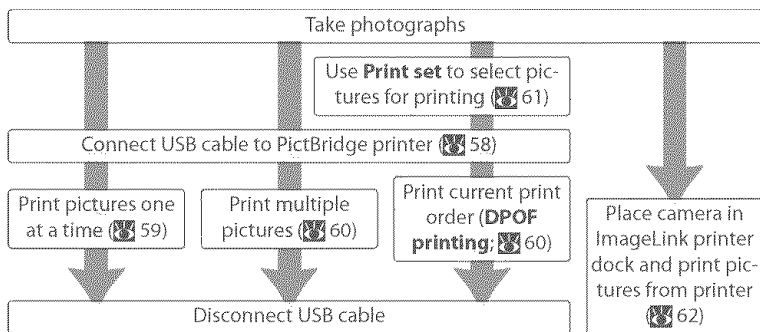 Take photographs
Use Print set to select pic-
tures for printing (61)
Connect USB cable to PictBridge printer (58)
Print pictures one
at a time (59)
Print multiple
pictures (60)
Print current print
order (DPOF
printing; 60)
Place camera in
ImageLink printer
dock and print pic-
tures from printer
(62)
Disconnect USB cable